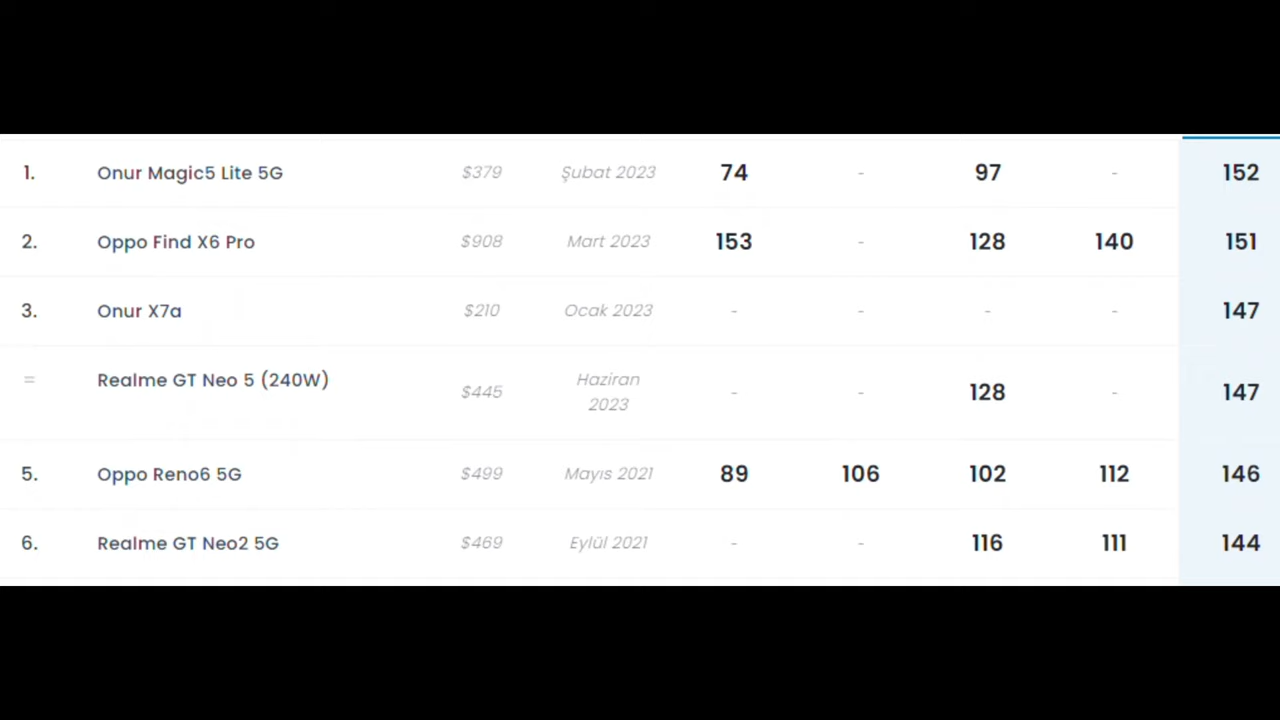 1. Onur Magic5 Lite 5G $379 Şubat 2023 74 - 97 - 152
2. Oppo Find X6 Pro $908 Mart 2023 153 - 128 140 151
3. Onur X7a $210 Ocak 2023 - - - - 147
= Realme GT Neo 5 (240W) $445 Haziran 2023 - - 128 - 147
5. Oppo Reno6 5G $499 Mayıs 2021 89 106 102 112 146
6. Realme GT Neo2 5G $469 Eylül 2021 - - 116 111 144